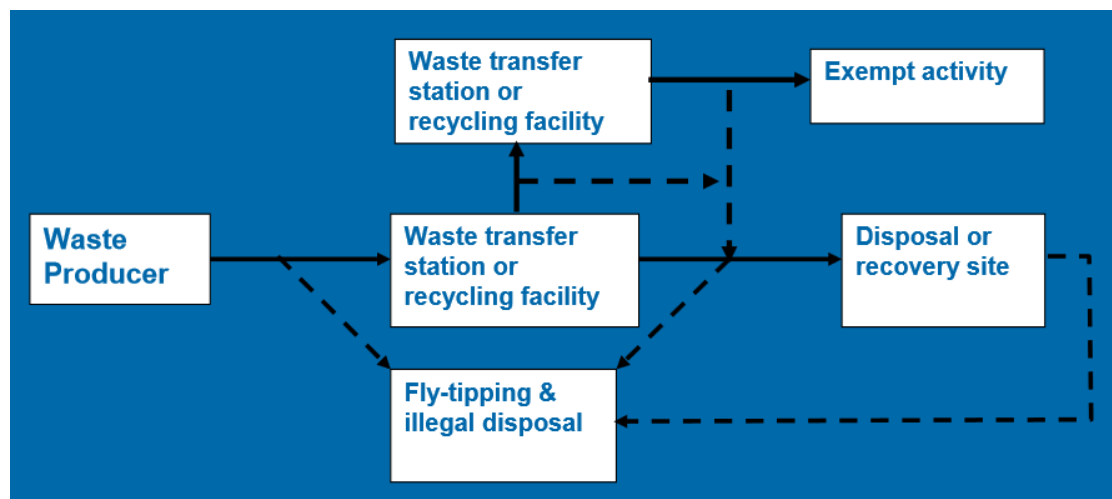 Waste transfer
station or
recycling facility
Exempt activity
Waste
Producer
Waste transfer
station or
recycling facility
Disposal or
recovery site
Fly-tipping &
illegal disposal